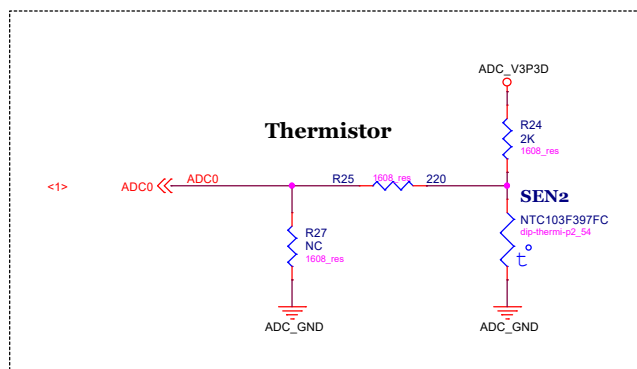 ADC_V3P3D
Thermistor
R24
2K
1608_res
<1>
ADC0
ADC0
R25
1608_res
220
SEN2
NTC103F397FC
dip-thermi-p2_54
t°
R27
NC
1608_res
ADC_GND
ADC_GND